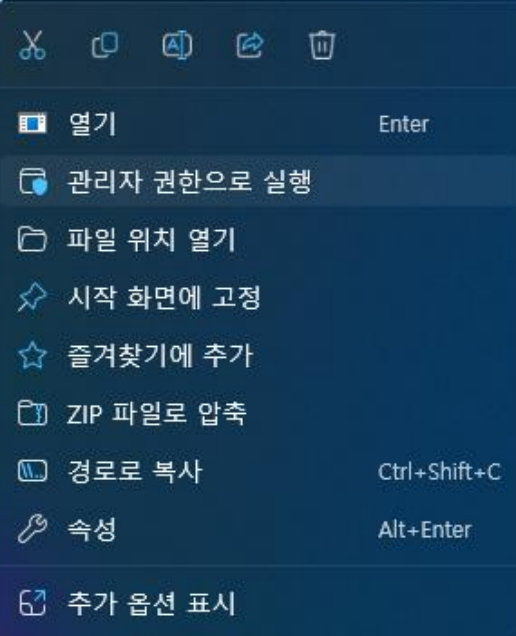 열기 Enter
관리자 권한으로 실행
파일 위치 열기
시작 화면에 고정
즐겨찾기에 추가
ZIP 파일로 압축
경로로 복사 Ctrl+Shift+C
속성 Alt+Enter
추가 옵션 표시